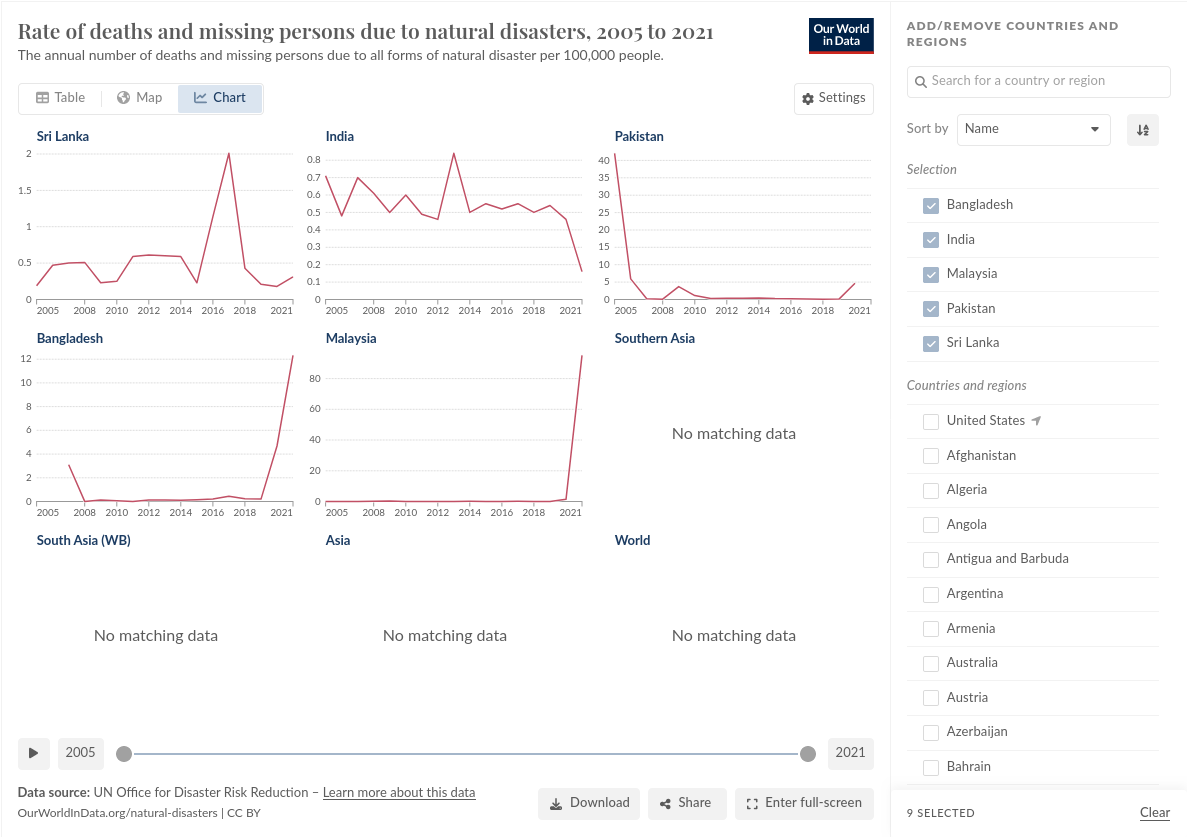 Rate of deaths and missing persons due to natural disasters, 2005 to 2021
The annual number of deaths and missing persons due to all forms of natural disaster per 100,000 people.
Our World
in Data
Table
Map
Chart
Settings
Sri Lanka
2
1.5
1
0.5
0
2005 2008 2010 2012 2014 2016 2018 2021
India
0.8
0.7
0.6
0.5
0.4
0.3
0.2
0.1
0
2005 2008 2010 2012 2014 2016 2018 2021
Pakistan
40
35
30
25
20
15
10
5
0
2005 2008 2010 2012 2014 2016 2018 2021
Bangladesh
12
10
8
6
4
2
0
2005 2008 2010 2012 2014 2016 2018 2021
Malaysia
80
60
40
20
0
2005 2008 2010 2012 2014 2016 2018 2021
Southern Asia
No matching data
South Asia (WB)
No matching data
Asia
No matching data
World
No matching data
2005
2021
Data source: UN Office for Disaster Risk Reduction – Learn more about this data
OurWorldInData.org/natural-disasters | CC BY
Download
Share
Enter full-screen
ADD/REMOVE COUNTRIES AND
REGIONS
Search for a country or region
Sort by
Name
Selection
Bangladesh
India
Malaysia
Pakistan
Sri Lanka
Countries and regions
United States
Afghanistan
Algeria
Angola
Antigua and Barbuda
Argentina
Armenia
Australia
Austria
Azerbaijan
Bahrain
9 SELECTED
Clear